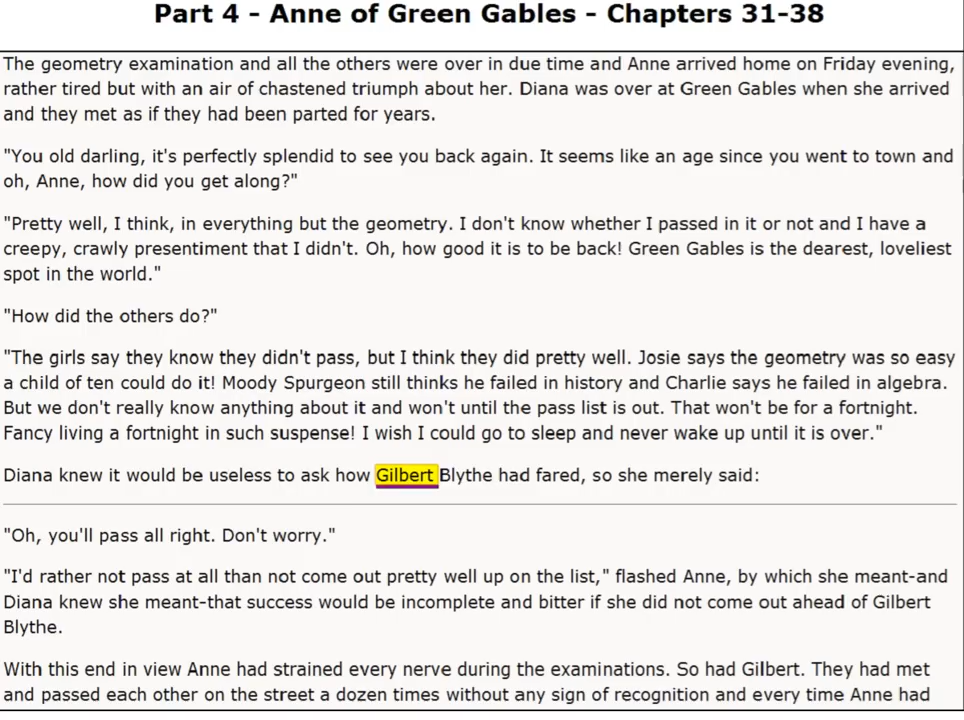 Part 4 - Anne of Green Gables - Chapters 31-38
The geometry examination and all the others were over in due time and Anne arrived home on Friday evening,
rather tired but with an air of chastened triumph about her. Diana was over at Green Gables when she arrived
and they met as if they had been parted for years.
"You old darling, it's perfectly splendid to see you back again. It seems like an age since you went to town and
oh, Anne, how did you get along?"
"Pretty well, I think, in everything but the geometry. I don't know whether I passed in it or not and I have a
creepy, crawly presentiment that I didn't. Oh, how good it is to be back! Green Gables is the dearest, loveliest
spot in the world."
"How did the others do?"
"The girls say they know they didn't pass, but I think they did pretty well. Josie says the geometry was so easy
a child of ten could do it! Moody Spurgeon still thinks he failed in history and Charlie says he failed in algebra.
But we don't really know anything about it and won't until the pass list is out. That won't be for a fortnight.
Fancy living a fortnight in such suspense! I wish I could go to sleep and never wake up until it is over."
Diana knew it would be useless to ask how Gilbert Blythe had fared, so she merely said:
"Oh, you'll pass all right. Don't worry."
"I'd rather not pass at all than not come out pretty well up on the list," flashed Anne, by which she meant-and
Diana knew she meant-that success would be incomplete and bitter if she did not come out ahead of Gilbert
Blythe.
With this end in view Anne had strained every nerve during the examinations. So had Gilbert. They had met
and passed each other on the street a dozen times without any sign of recognition and every time Anne had